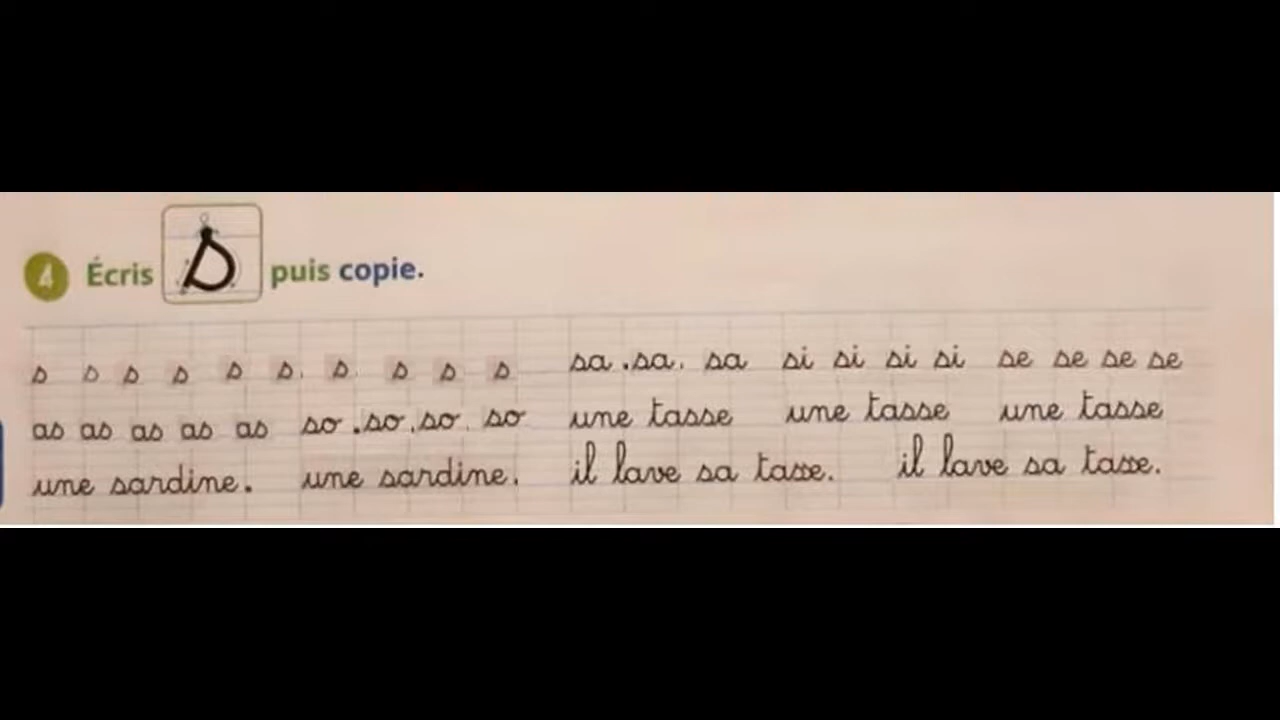 4 Écris s puis copie.
s s s s s s. s. s s s
sa .sa. sa si si si si se se se se
as as as as as so .so .so. so
une tasse une tasse une tasse
une sardine. une sardine.
il lave sa tasse. il lave sa tasse.